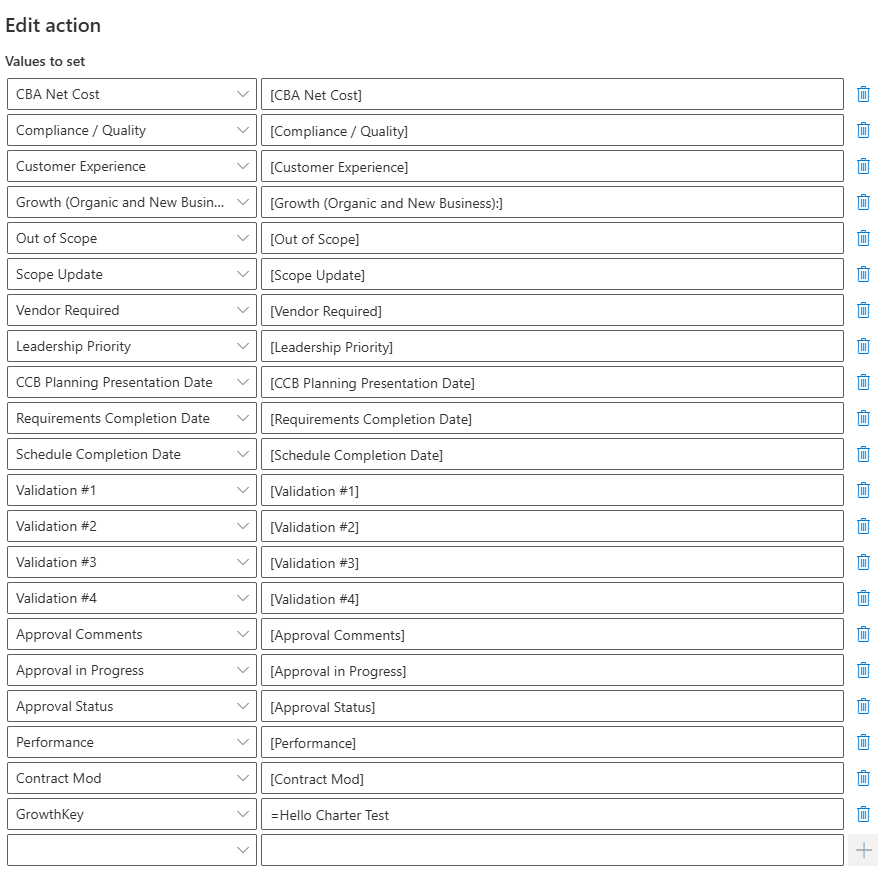 Edit action
Values to set
CBA Net Cost [CBA Net Cost]
Compliance / Quality [Compliance / Quality]
Customer Experience [Customer Experience]
Growth (Organic and New Busin... [Growth (Organic and New Business):]
Out of Scope [Out of Scope]
Scope Update [Scope Update]
Vendor Required [Vendor Required]
Leadership Priority [Leadership Priority]
CCB Planning Presentation Date [CCB Planning Presentation Date]
Requirements Completion Date [Requirements Completion Date]
Schedule Completion Date [Schedule Completion Date]
Validation #1 [Validation #1]
Validation #2 [Validation #2]
Validation #3 [Validation #3]
Validation #4 [Validation #4]
Approval Comments [Approval Comments]
Approval in Progress [Approval in Progress]
Approval Status [Approval Status]
Performance [Performance]
Contract Mod [Contract Mod]
GrowthKey =Hello Charter Test